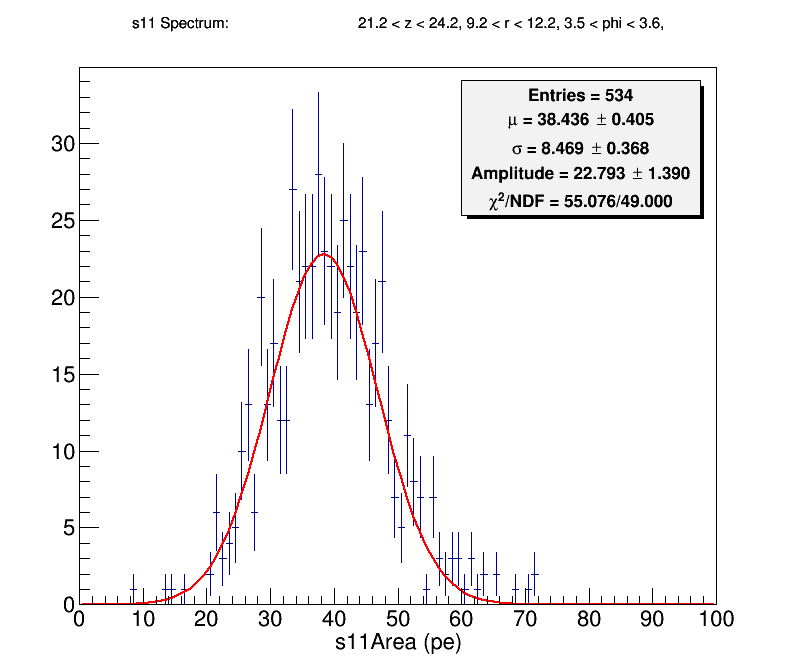 s11 Spectrum: 21.2 < z < 24.2, 9.2 < r < 12.2, 3.5 < phi < 3.6,
Entries = 534
μ = 38.436 ± 0.405
σ = 8.469 ± 0.368
Amplitude = 22.793 ± 1.390
χ²/NDF = 55.076/49.000
30
25
20
15
10
5
0
0 10 20 30 40 50 60 70 80 90 100
s11Area (pe)